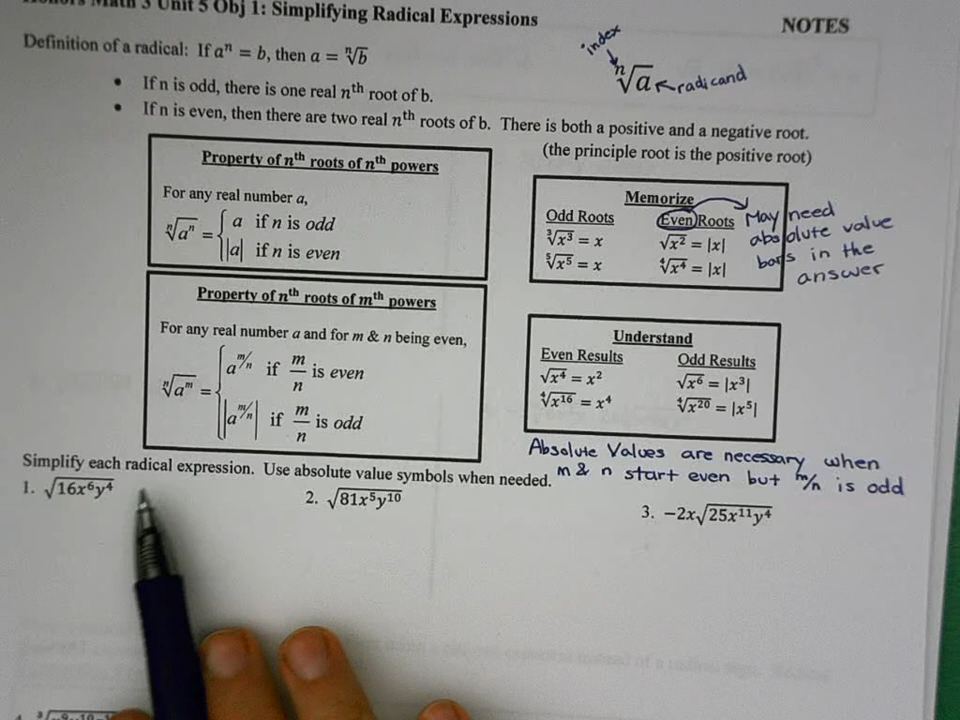 Honors Math 3 Unit 5 Obj 1: Simplifying Radical Expressions
NOTES
Definition of a radical: If aⁿ = b, then a = ⁿ√b
index
ⁿ√a radicand
• If n is odd, there is one real nᵗʰ root of b.
• If n is even, then there are two real nᵗʰ roots of b. There is both a positive and a negative root.
(the principle root is the positive root)
Property of nᵗʰ roots of nᵗʰ powers
For any real number a,
ⁿ√aⁿ = { a if n is odd
|a| if n is even
Memorize
Odd Roots Even Roots
³√x³ = x √x² = |x|
⁵√x⁵ = x ⁴√x⁴ = |x|
May need
absolute value
bars in the
answer
Property of nᵗʰ roots of mᵗʰ powers
For any real number a and for m & n being even,
ⁿ√aᵐ = { a^(m/n) if m/n is even
|a^(m/n)| if m/n is odd
Understand
Even Results Odd Results
√x⁴ = x² √x⁶ = |x³|
⁴√x¹⁶ = x⁴ ⁴√x²⁰ = |x⁵|
Absolute Values are necessary when
m & n start even but m/n is odd
Simplify each radical expression. Use absolute value symbols when needed.
1. √16x⁶y⁴
2. √81x⁵y¹⁰
3. −2x√25x¹¹y⁴